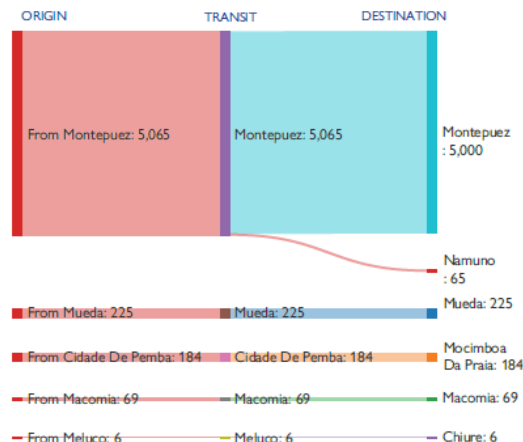 ORIGIN TRANSIT DESTINATION
From Montepuez: 5,065 Montepuez: 5,065 Montepuez
: 5,000
Namuno
: 65
From Mueda: 225 Mueda: 225 Mueda: 225
From Cidade De Pemba: 184 Cidade De Pemba: 184 Mocimboa
Da Praia: 184
From Macomia: 69 Macomia: 69 Macomia: 69
From Meluco: 6 Meluco: 6 Chiure: 6